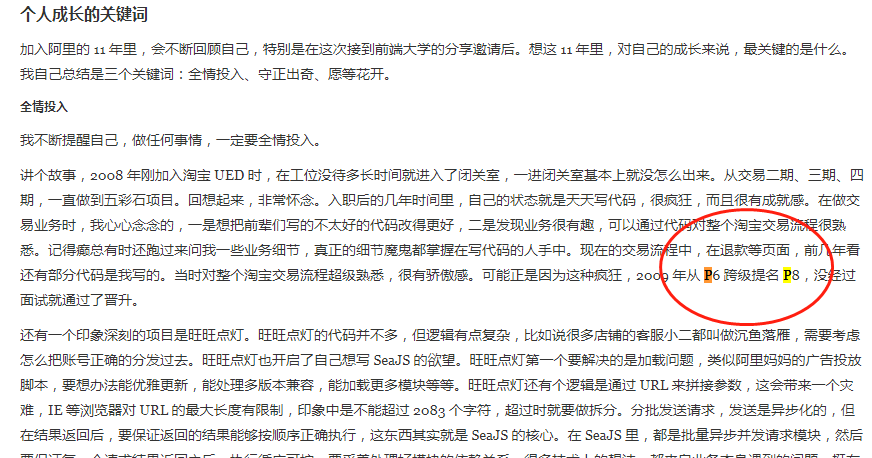 个人成长的关键词
加入阿里的 11 年里，会不断回顾自己，特别是在这次接到前端大学的分享邀请后。想这 11 年里，对自己的成长来说，最关键的是什么。
我自己总结是三个关键词：全情投入、守正出奇、愿等花开。
全情投入
我不断提醒自己，做任何事情，一定要全情投入。
讲个故事，2008 年刚加入淘宝 UED 时，在工位没待多长时间就进入了闭关室，一进闭关室基本上就没怎么出来。从交易二期、三期、四
期，一直做到五彩石项目。回想起来，非常怀念。入职后的几年时间里，自己的状态就是天天写代码，很疯狂，而且很有成就感。在做交
易业务时，我心心念念的，一是想把前辈们写的不太好的代码改得更好，二是发现业务很有趣，可以通过代码对整个淘宝交易流程很熟
悉。记得癫总有时还跑过来问我一些业务细节，真正的细节魔鬼都掌握在写代码的人手中。现在的交易流程中，在退款等页面，前几年看
还有部分代码是我写的。当时对整个淘宝交易流程超级熟悉，很有骄傲感。可能正是因为这种疯狂，2009 年从 P6 跨级提名 P8，没经过
面试就通过了晋升。
还有一个印象深刻的项目是旺旺点灯。旺旺点灯的代码并不多，但逻辑有点复杂，比如说很多店铺的客服小二都叫做沉鱼落雁，需要考虑
怎么把账号正确的分发过去。旺旺点灯也开启了自己想写 SeaJS 的欲望。旺旺点灯第一个要解决的是加载问题，类似阿里妈妈的广告投放
脚本，要想办法能优雅更新，能处理多版本兼容，能加载更多模块等等。旺旺点灯还有个逻辑是通过 URL 来拼接参数，这会带来一个灾
难，IE 等浏览器对 URL 的最大长度有限制，印象中是不能超过 2083 个字符，超过时就要做拆分。分批发送请求，发送是异步化的，但
在结果返回后，要保证返回的结果能够按顺序正确执行，这东西其实就是 SeaJS 的核心。在 SeaJS 里，都是批量异步并发请求模块，然后